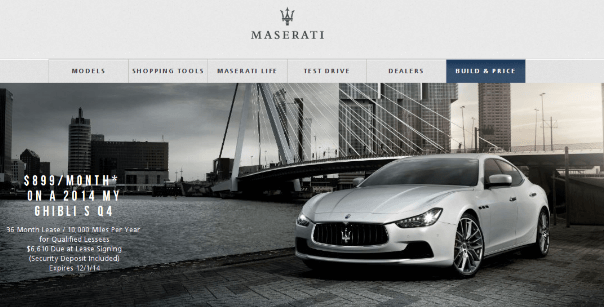 MASERATI
MODELS
SHOPPING TOOLS
MASERATI LIFE
TEST DRIVE
DEALERS
BUILD & PRICE
$899/MONTH*
ON A 2014 MY
GHIBLI S Q4
36 Month Lease / 10,000 Miles Per Year
for Qualified Lessees
$6,610 Due at Lease Signing
(Security Deposit Included)
Expires 12/1/14